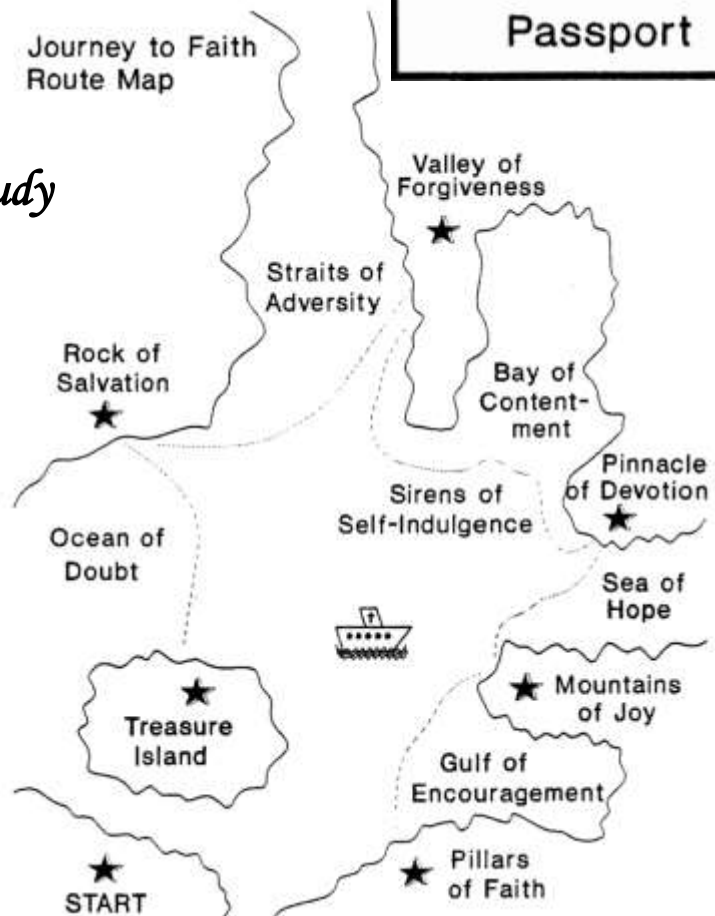 Journey to Faith
Route Map
Passport
Valley of
Forgiveness
Straits of
Adversity
Rock of
Salvation
Bay of
Content-
ment
Pinnacle
of Devotion
Sirens of
Self-Indulgence
Ocean of
Doubt
Sea of
Hope
Treasure
Island
Mountains
of Joy
Gulf of
Encouragement
Pillars
of Faith
START